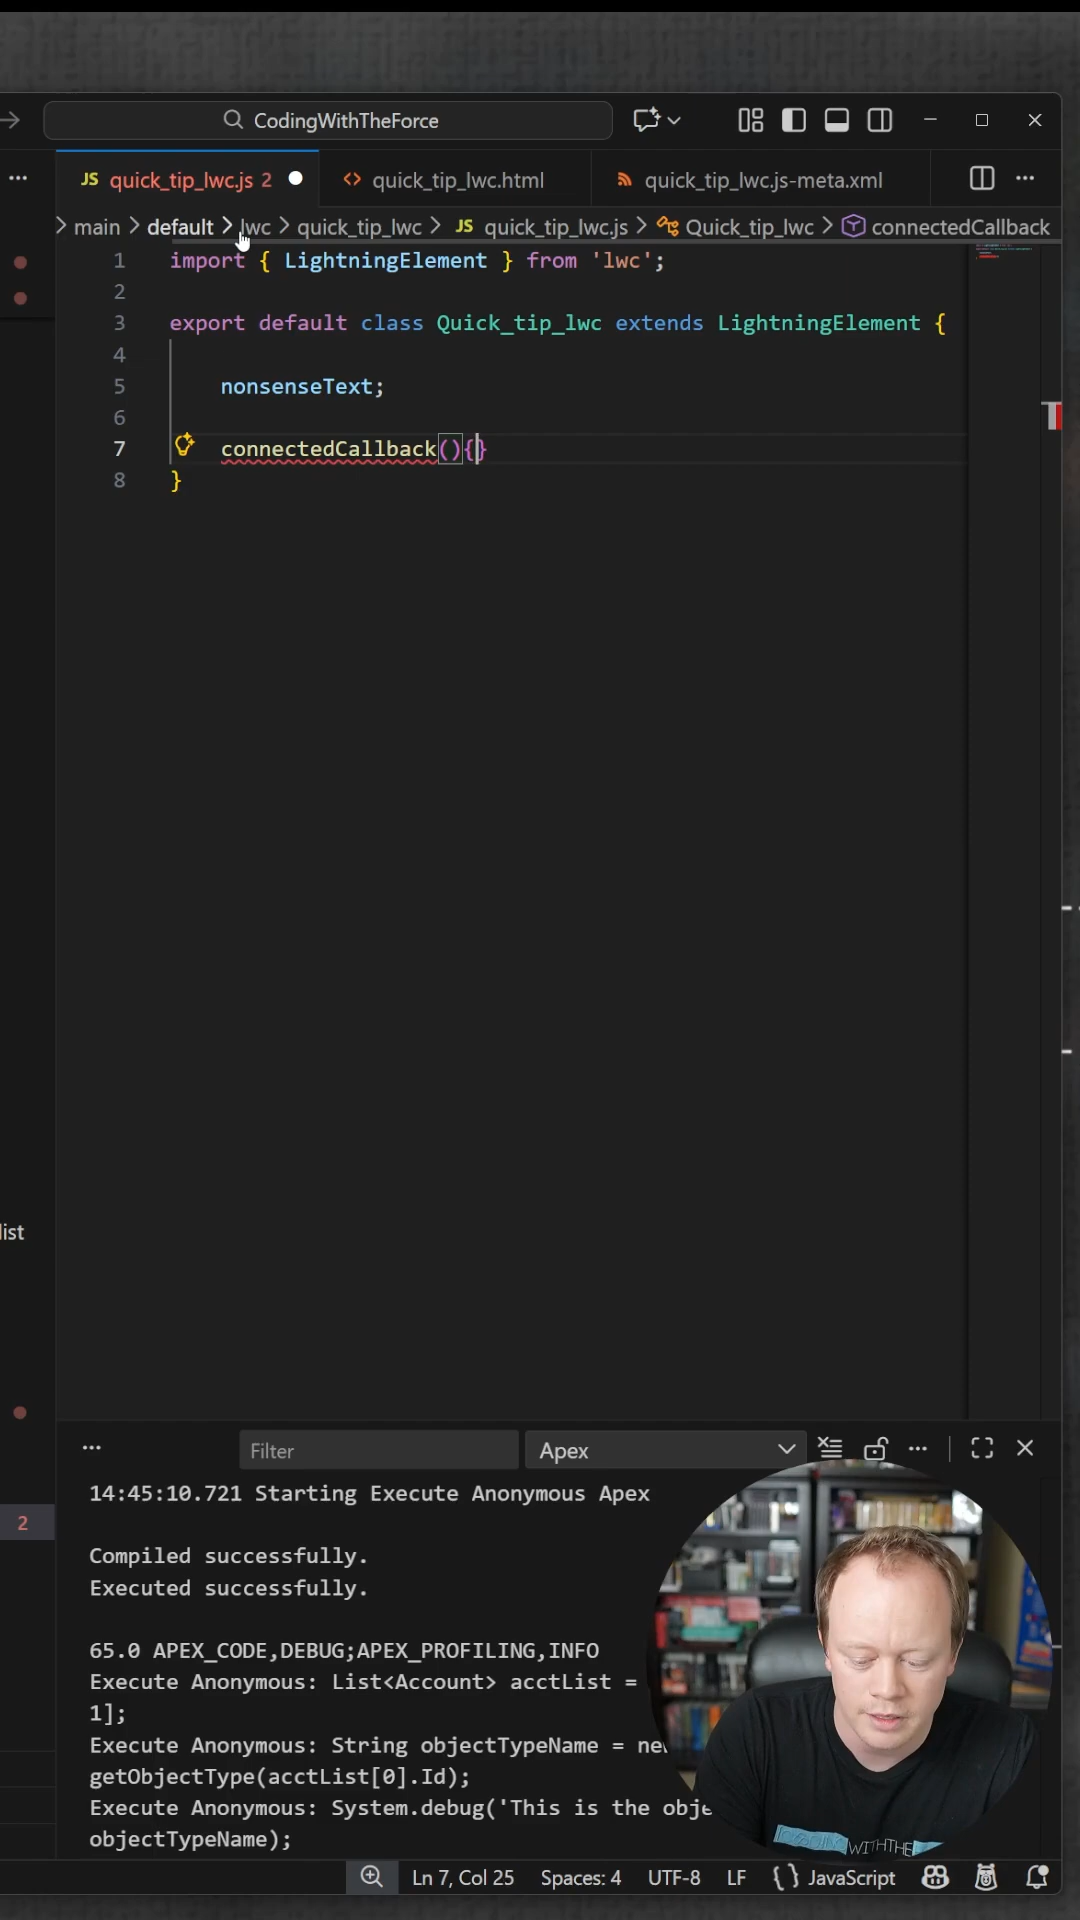 CodingWithTheForce
JS quick_tip_lwc.js 2
<> quick_tip_lwc.html
quick_tip_lwc.js-meta.xml
> main > default > lwc > quick_tip_lwc > JS quick_tip_lwc.js > Quick_tip_lwc > connectedCallback
1 import { LightningElement } from 'lwc';
2
3 export default class Quick_tip_lwc extends LightningElement {
4
5 nonsenseText;
6
7 connectedCallback(){}
8 }
list
2
Filter
Apex
14:45:10.721 Starting Execute Anonymous Apex
Compiled successfully.
Executed successfully.
65.0 APEX_CODE,DEBUG;APEX_PROFILING,INFO
Execute Anonymous: List<Account> acctList =
1];
Execute Anonymous: String objectTypeName =
getObjectType(acctList[0].Id);
Execute Anonymous: System.debug('This is the
objectTypeName);
Ln 7, Col 25 Spaces: 4 UTF-8 LF {} JavaScript